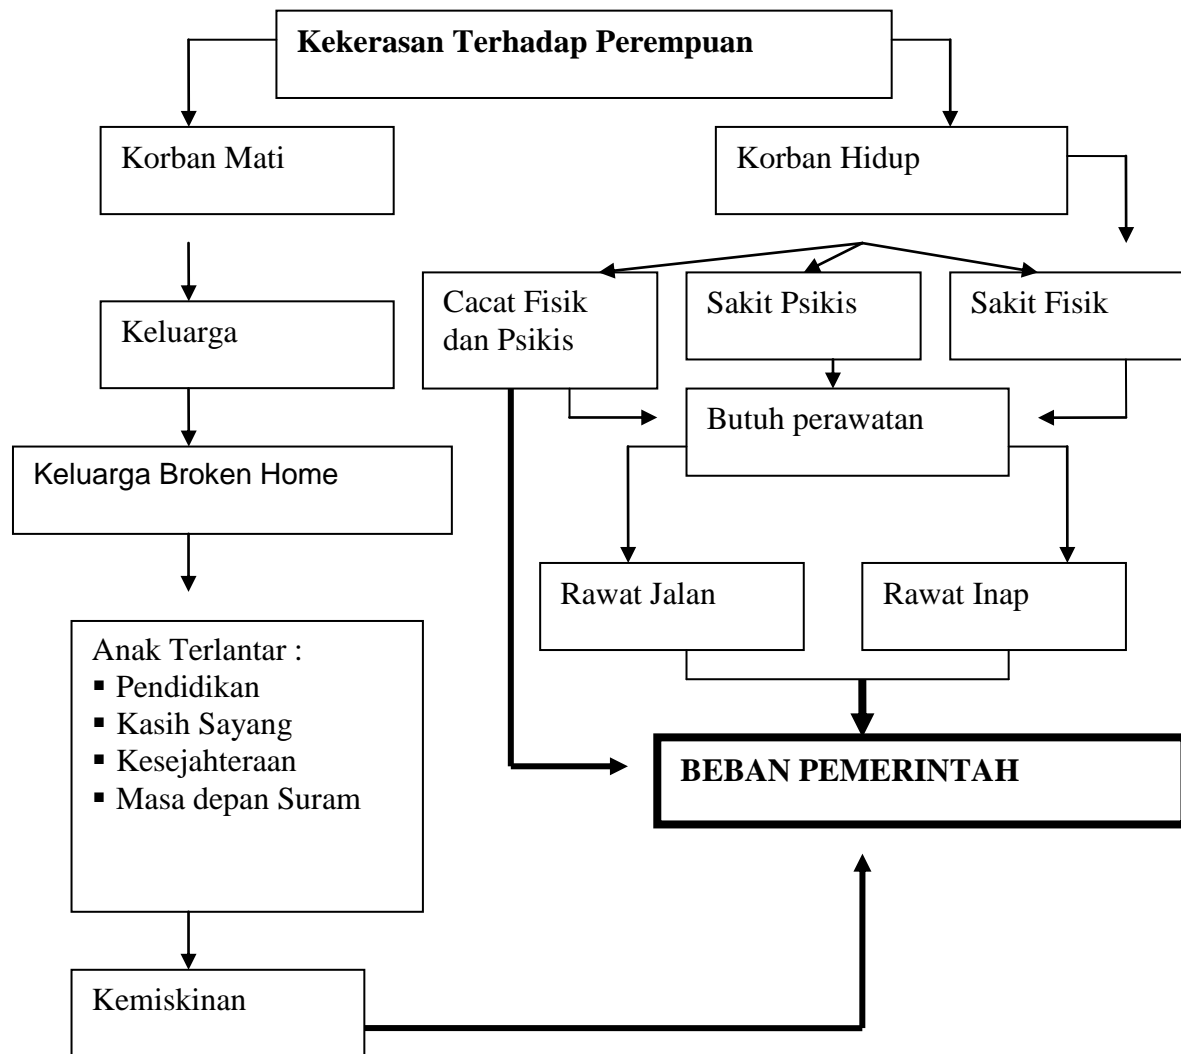 Kekerasan Terhadap Perempuan
Korban Mati
Korban Hidup
Cacat Fisik
dan Psikis
Sakit Psikis
Sakit Fisik
Keluarga
Butuh perawatan
Keluarga Broken Home
Rawat Jalan
Rawat Inap
Anak Terlantar :
▪ Pendidikan
▪ Kasih Sayang
▪ Kesejahteraan
▪ Masa depan Suram
BEBAN PEMERINTAH
Kemiskinan